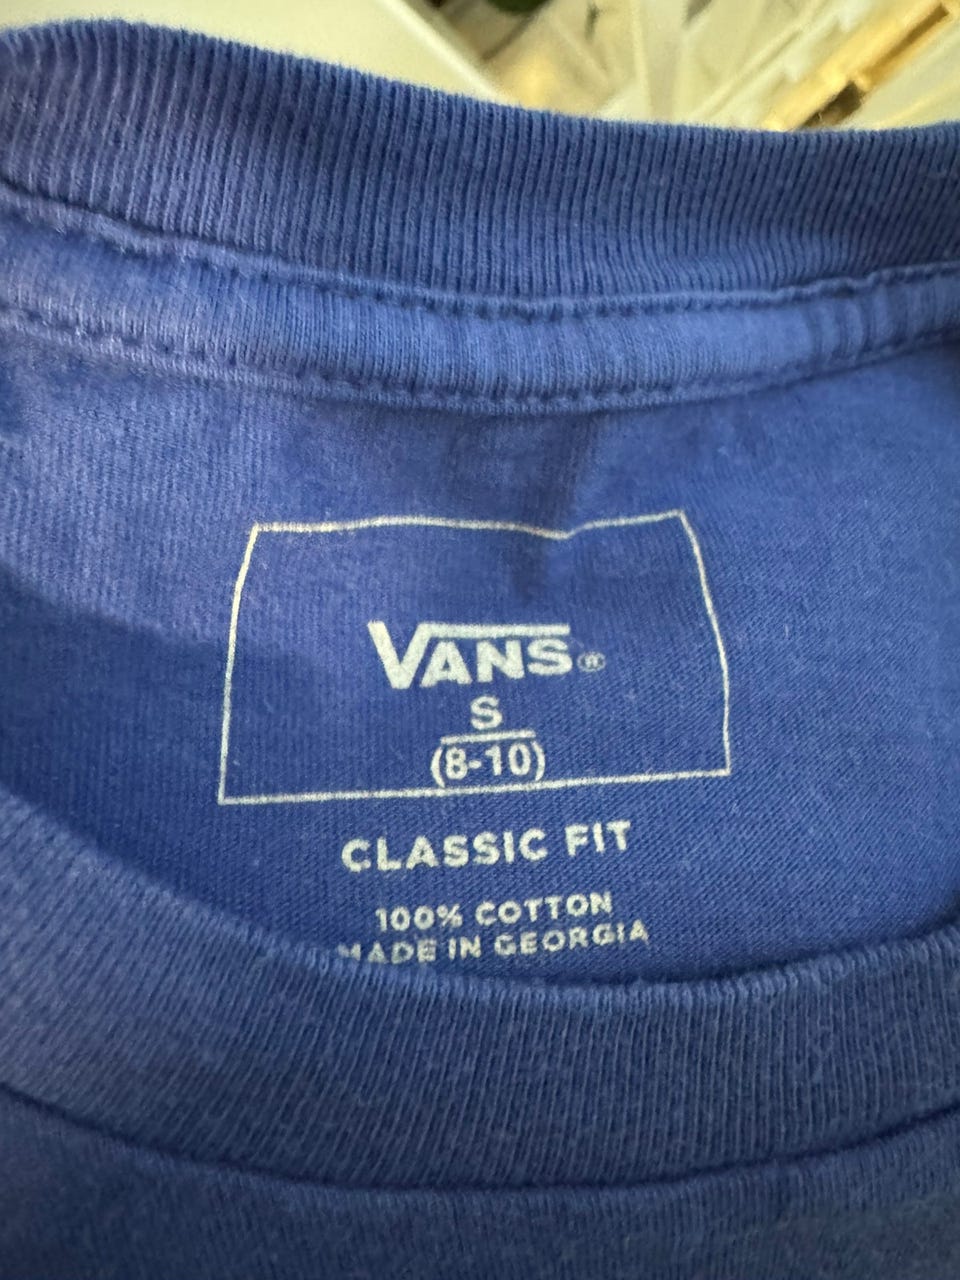 VANS®
S
(8-10)
CLASSIC FIT
100% COTTON
MADE IN GEORGIA